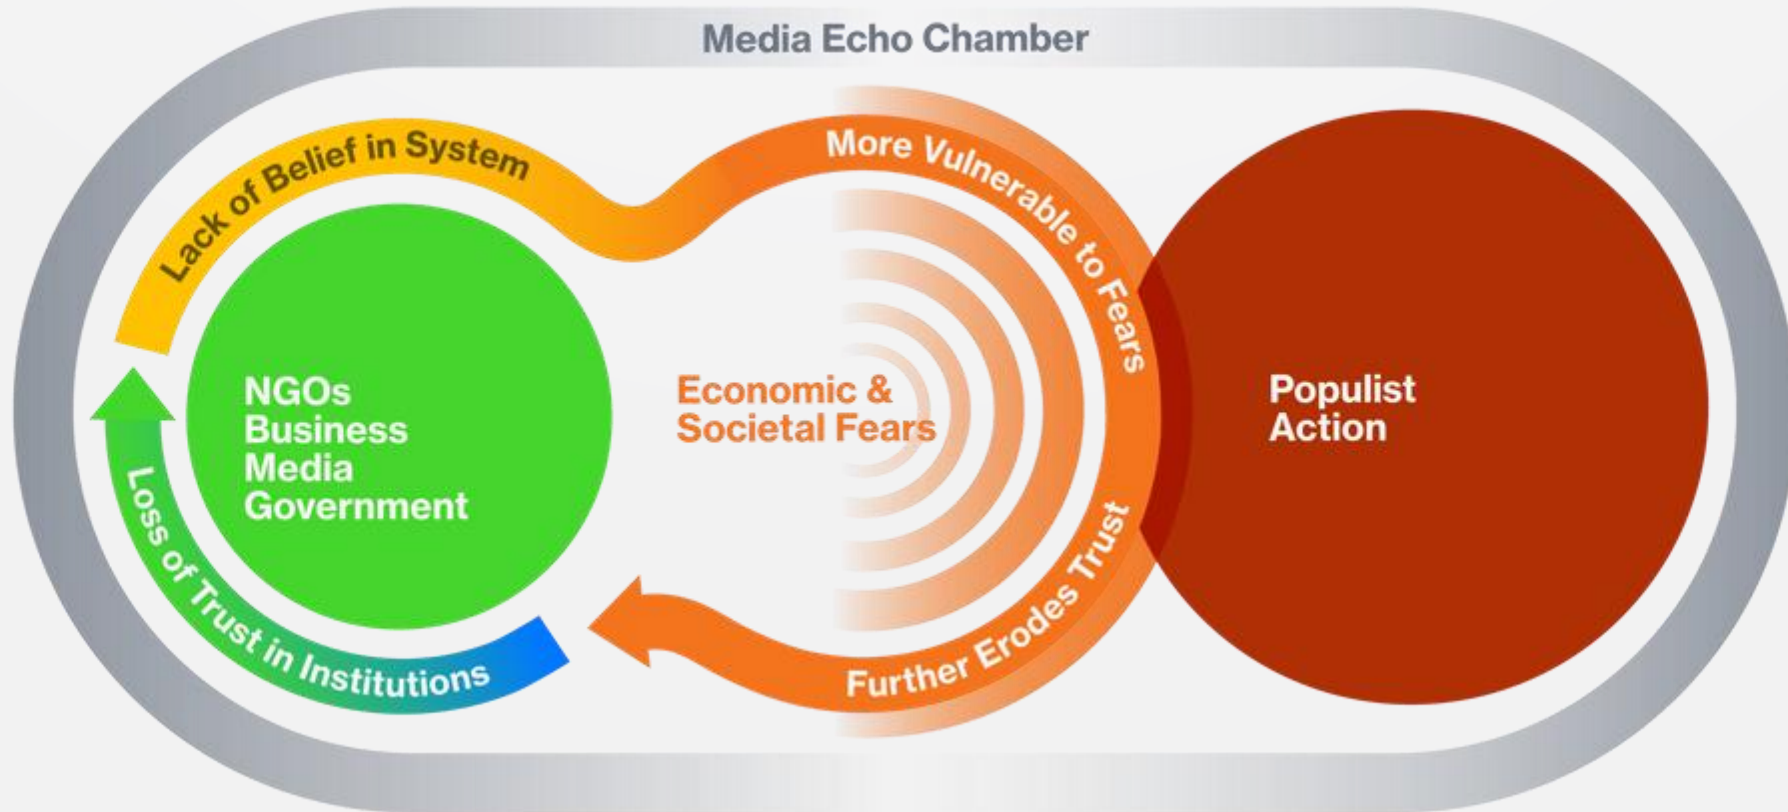 Media Echo Chamber
Lack of Belief in System
More Vulnerable to Fears
NGOs
Business
Media
Government
Economic &
Societal Fears
Populist
Action
Loss of Trust in Institutions
Further Erodes Trust